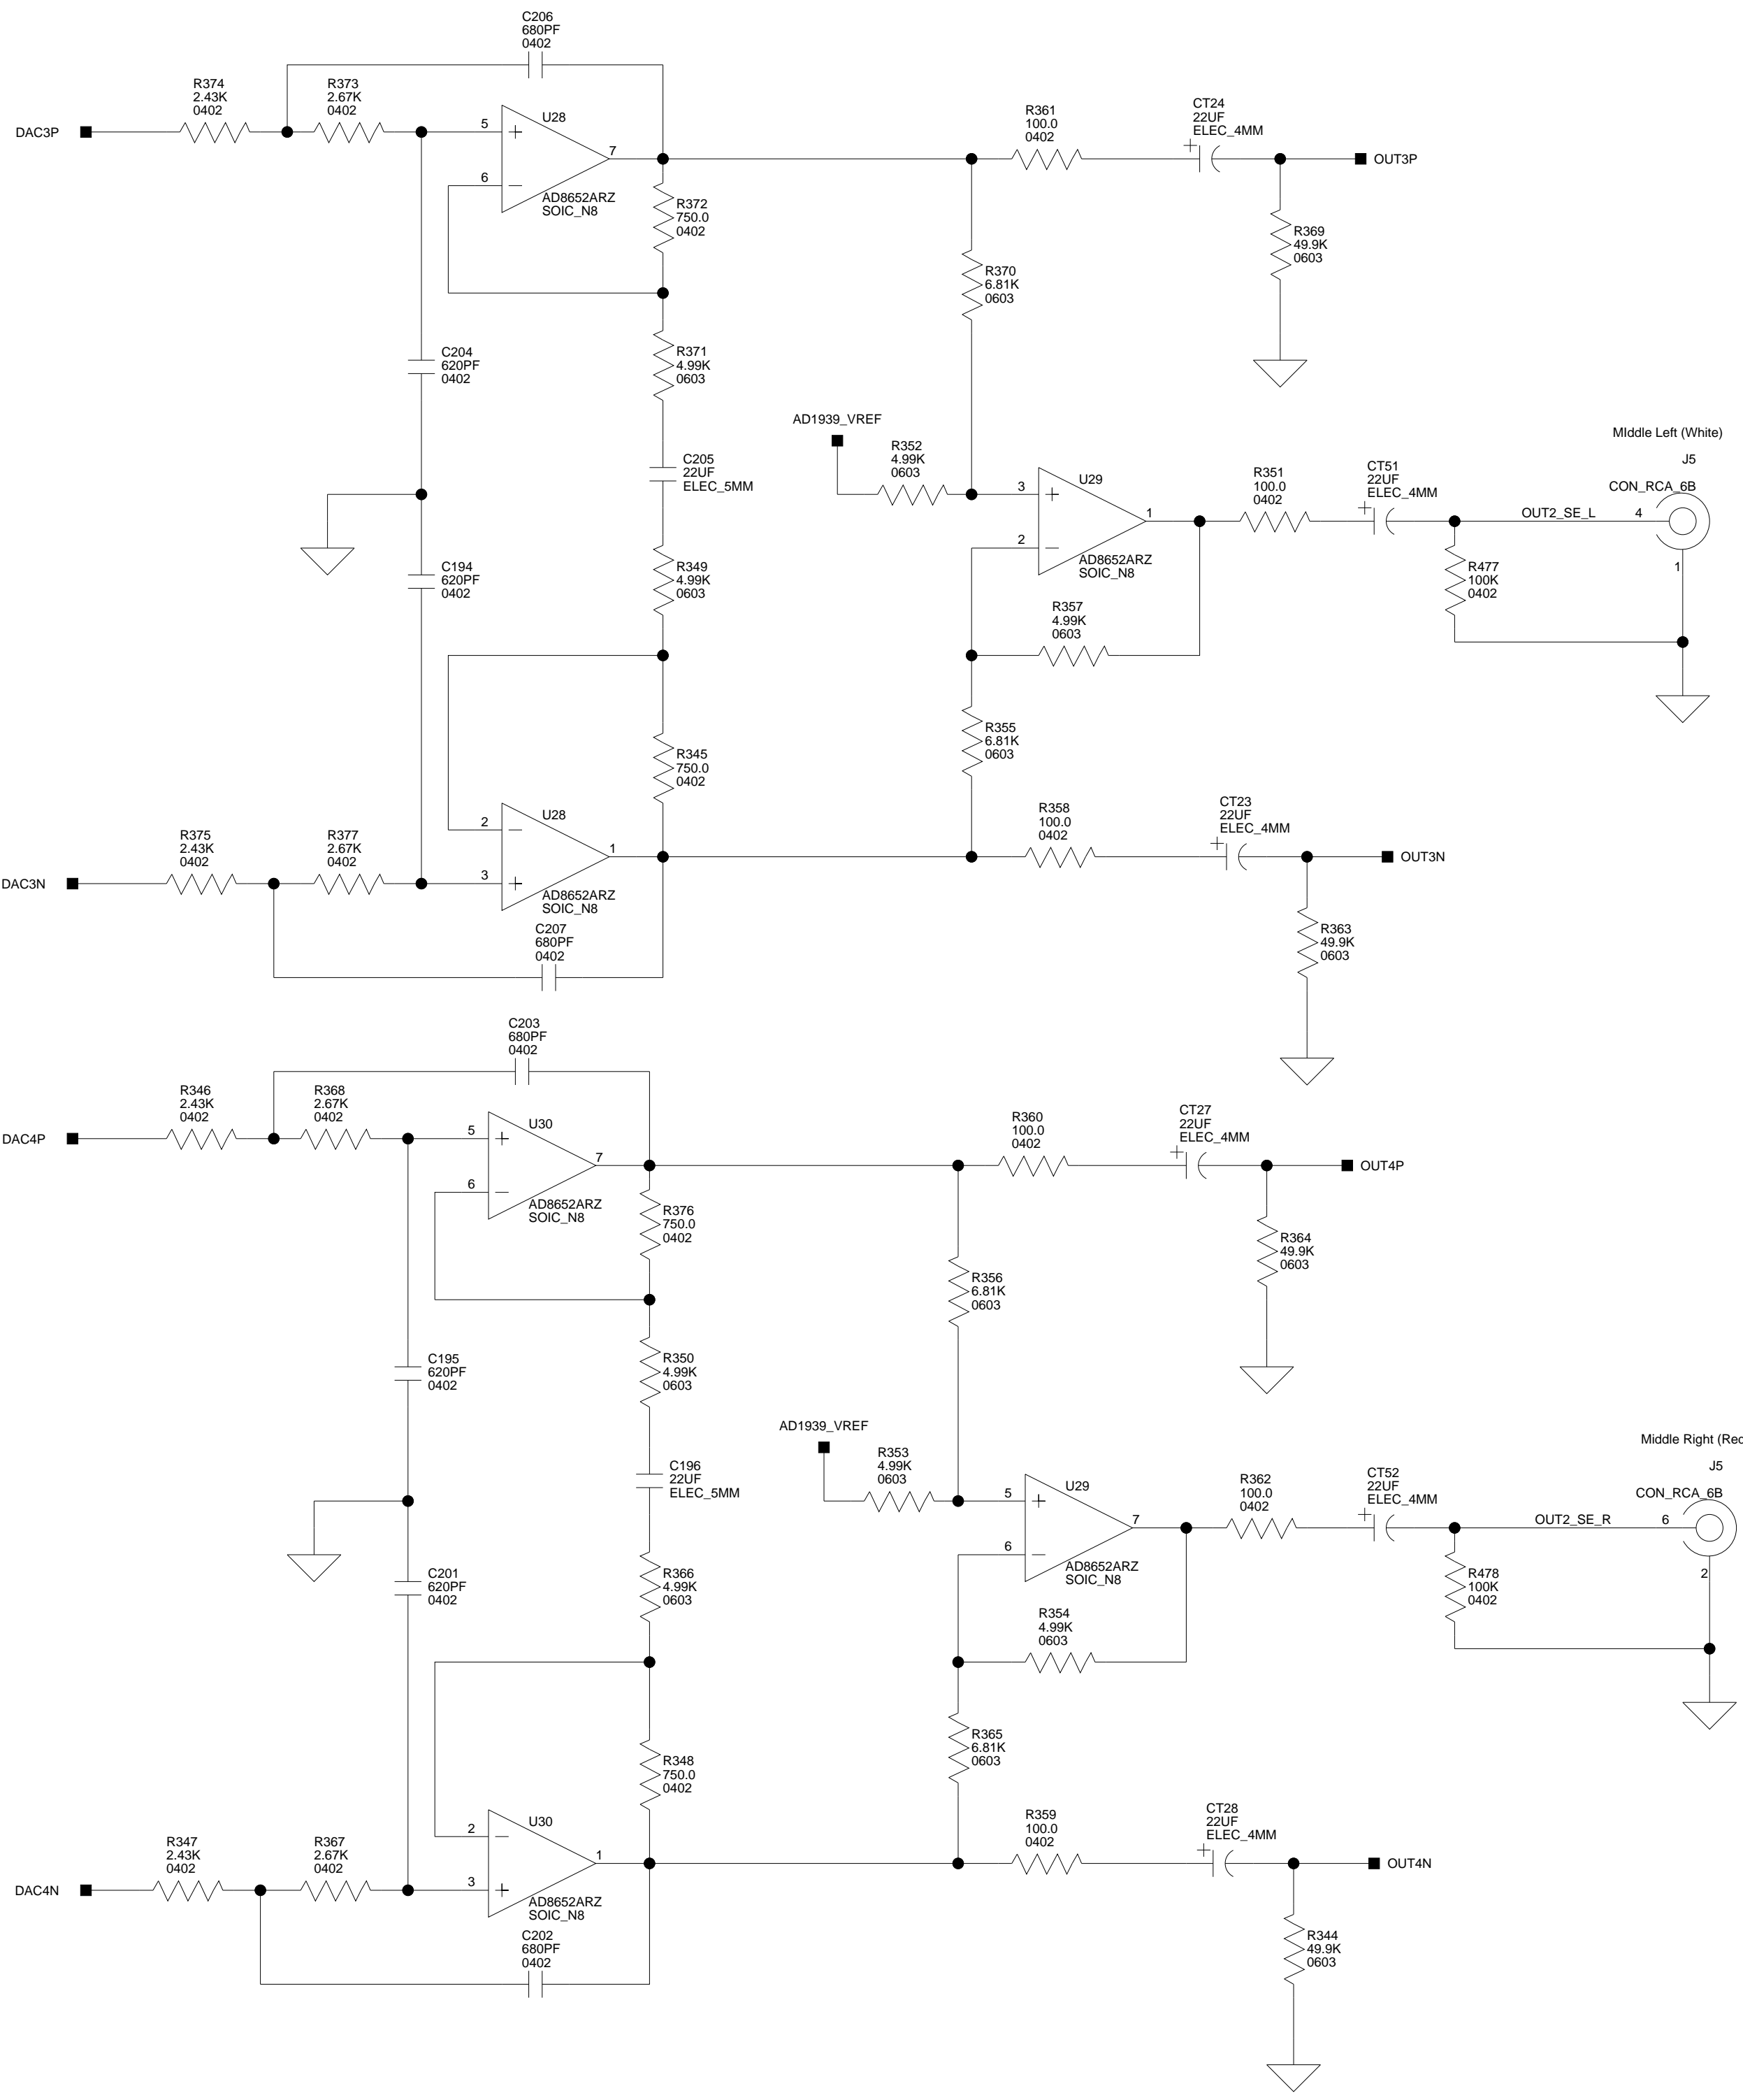 C206
680PF
0402
R374
2.43K
0402
R373
2.67K
0402
DAC3P
5
U28
+
7
6
−
AD8652ARZ
SOIC_N8
R372
750.0
0402
R361
100.0
0402
CT24
22UF
ELEC_4MM
+
OUT3P
R369
49.9K
0603
R370
6.81K
0603
C204
620PF
0402
R371
4.99K
0603
AD1939_VREF
R352
4.99K
0603
C205
22UF
ELEC_5MM
MIddle Left (White)
J5
CON_RCA_6B
3
U29
+
1
2
−
AD8652ARZ
SOIC_N8
R351
100.0
0402
CT51
22UF
ELEC_4MM
+
OUT2_SE_L
4
1
R477
100K
0402
C194
620PF
0402
R349
4.99K
0603
R357
4.99K
0603
R355
6.81K
0603
R345
750.0
0402
DAC3N
R375
2.43K
0402
R377
2.67K
0402
2
U28
−
1
3
+
AD8652ARZ
SOIC_N8
R358
100.0
0402
CT23
22UF
ELEC_4MM
+
OUT3N
R363
49.9K
0603
C207
680PF
0402
C203
680PF
0402
R346
2.43K
0402
R368
2.67K
0402
DAC4P
5
U30
+
7
6
−
AD8652ARZ
SOIC_N8
R376
750.0
0402
R360
100.0
0402
CT27
22UF
ELEC_4MM
+
OUT4P
R364
49.9K
0603
R356
6.81K
0603
C195
620PF
0402
R350
4.99K
0603
AD1939_VREF
R353
4.99K
0603
C196
22UF
ELEC_5MM
Middle Right (Rec
J5
CON_RCA_6B
5
U29
+
7
6
−
AD8652ARZ
SOIC_N8
R362
100.0
0402
CT52
22UF
ELEC_4MM
+
OUT2_SE_R
6
2
R478
100K
0402
C201
620PF
0402
R366
4.99K
0603
R354
4.99K
0603
R365
6.81K
0603
R348
750.0
0402
DAC4N
R347
2.43K
0402
R367
2.67K
0402
2
U30
−
1
3
+
AD8652ARZ
SOIC_N8
R359
100.0
0402
CT28
22UF
ELEC_4MM
+
OUT4N
R344
49.9K
0603
C202
680PF
0402